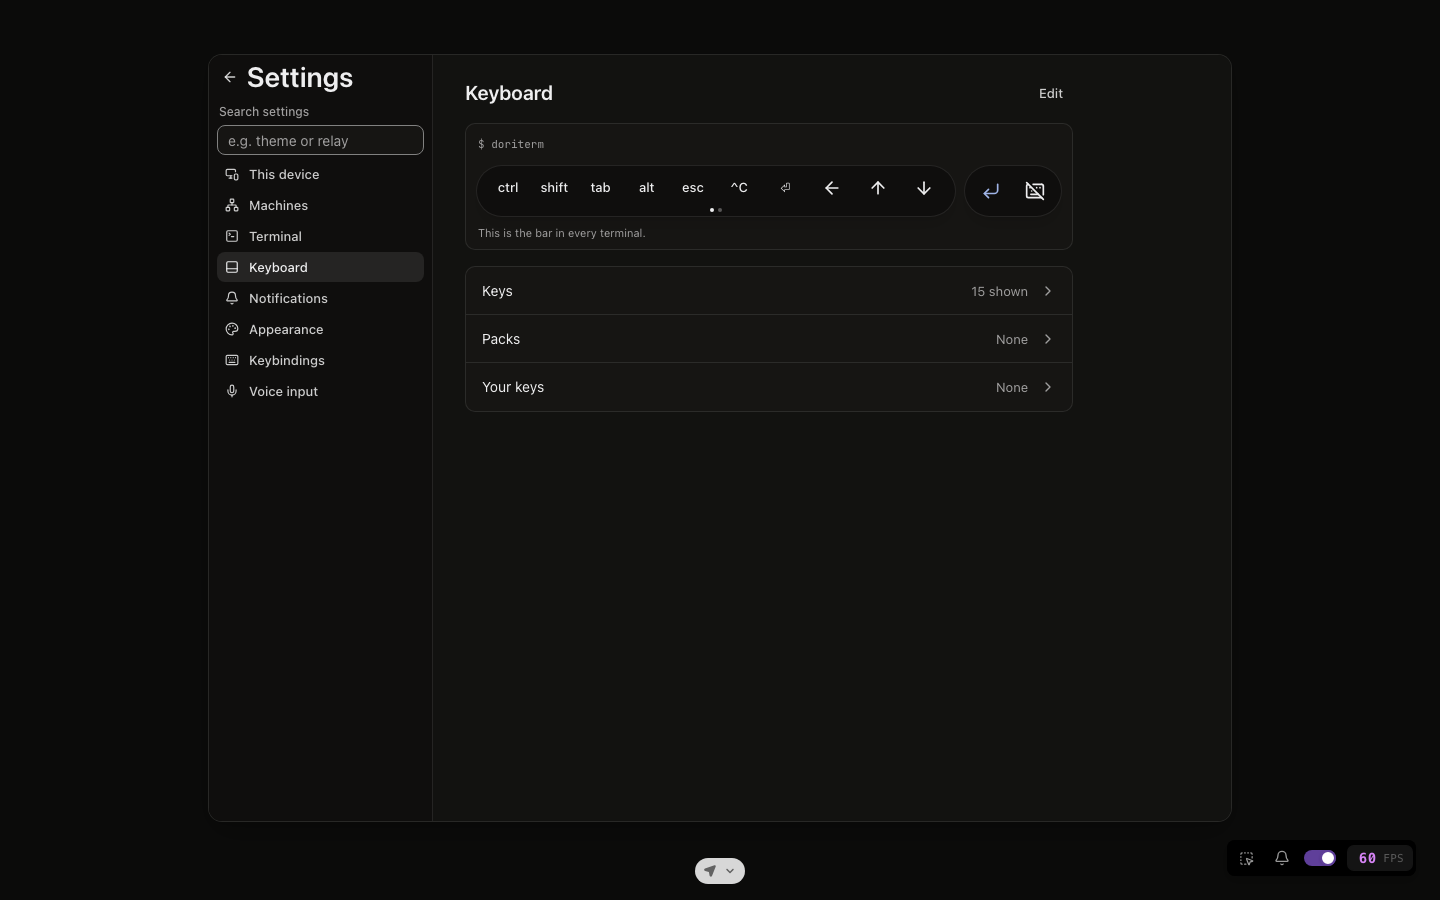 Settings
Search settings
e.g. theme or relay
This device
Machines
Terminal
Keyboard
Notifications
Appearance
Keybindings
Voice input
Keyboard
Edit
$ doriterm
ctrl shift tab alt esc ^C ⏎ ← ↑ ↓
This is the bar in every terminal.
Keys 15 shown
Packs None
Your keys None
60 FPS